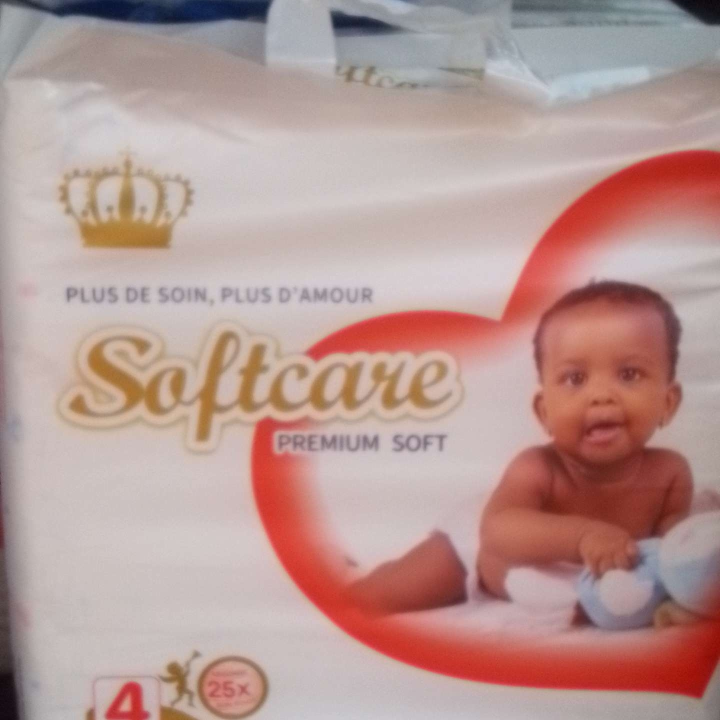 PLUS DE SOIN, PLUS D'AMOUR
Softcare
PREMIUM SOFT
4
25x